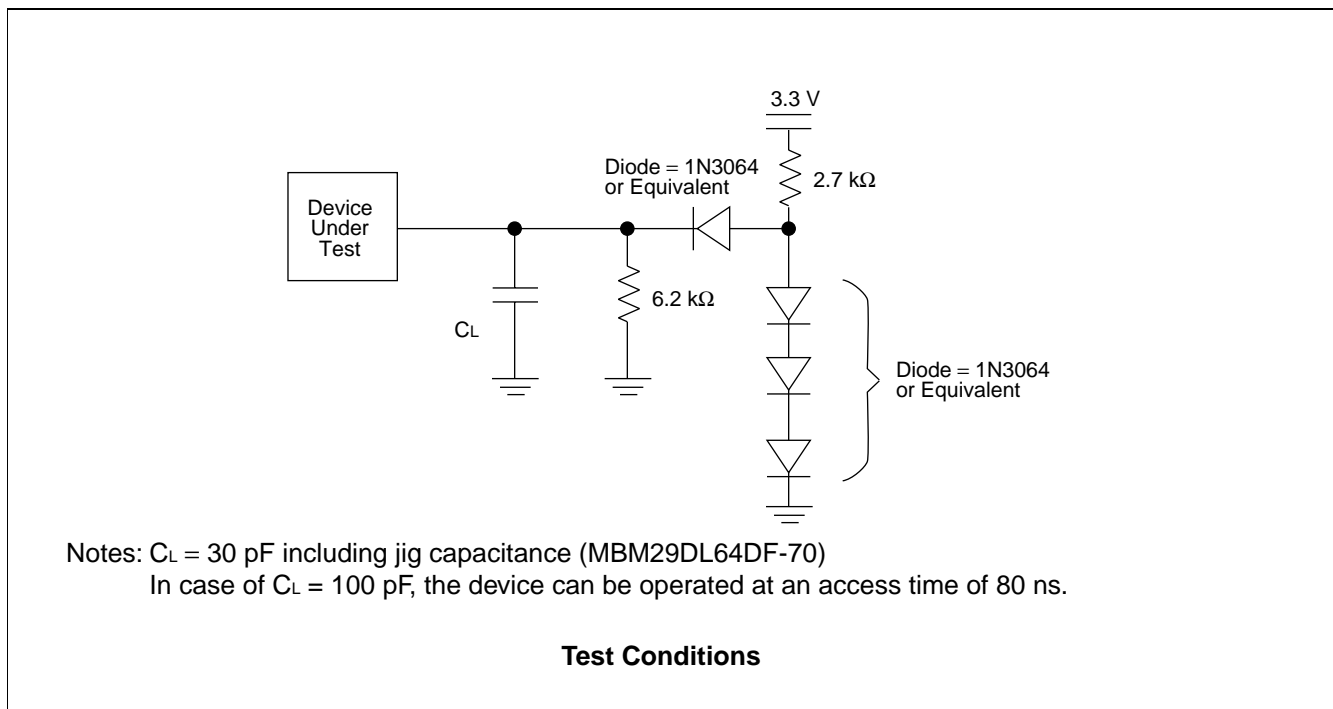 3.3 V
Diode = 1N3064
or Equivalent
2.7 kΩ
Device
Under
Test
6.2 kΩ
CL
Diode = 1N3064
or Equivalent
Notes: CL = 30 pF including jig capacitance (MBM29DL64DF-70)
In case of CL = 100 pF, the device can be operated at an access time of 80 ns.
Test Conditions